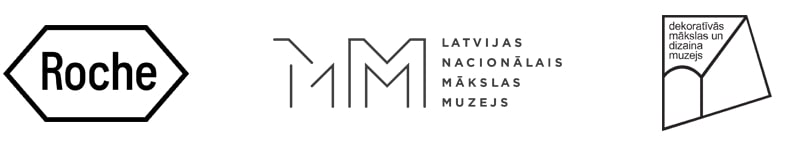 Roche
LATVIJAS
NACIONĀLAIS
MĀKSLAS
MUZEJS
dekoratīvās
mākslas un
dizaina
muzejs